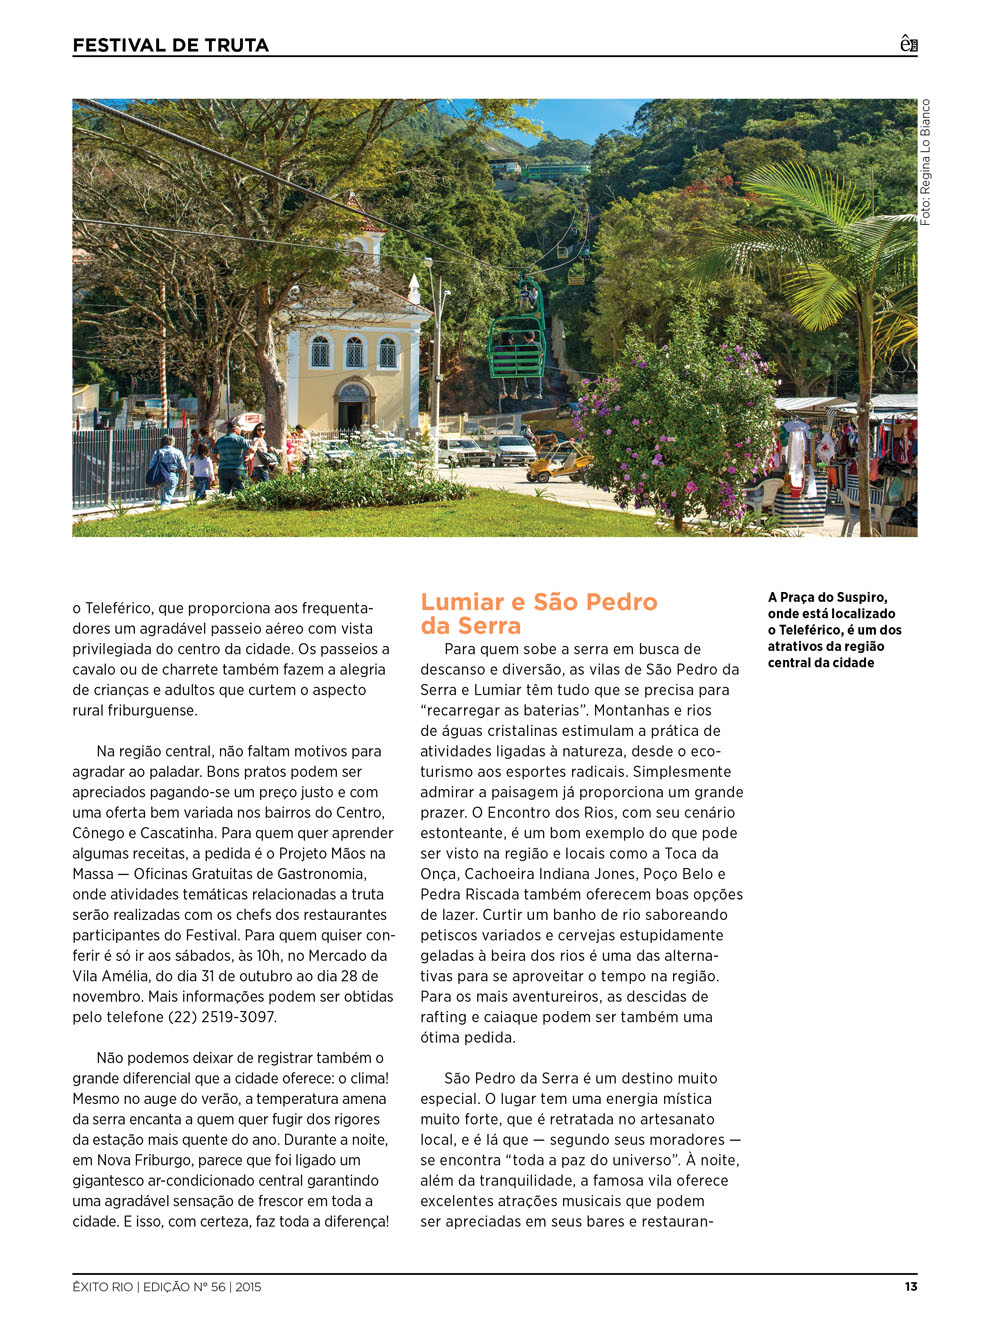 FESTIVAL DE TRUTA
Foto: Regina Lo Bianco
o Teleférico, que proporciona aos frequenta-
dores um agradável passeio aéreo com vista
privilegiada do centro da cidade. Os passeios a
cavalo ou de charrete também fazem a alegria
de crianças e adultos que curtem o aspecto
rural friburguense.
Na região central, não faltam motivos para
agradar ao paladar. Bons pratos podem ser
apreciados pagando-se um preço justo e com
uma oferta bem variada nos bairros do Centro,
Cônego e Cascatinha. Para quem quer aprender
algumas receitas, a pedida é o Projeto Mãos na
Massa — Oficinas Gratuitas de Gastronomia,
onde atividades temáticas relacionadas a truta
serão realizadas com os chefs dos restaurantes
participantes do Festival. Para quem quiser con-
ferir é só ir aos sábados, às 10h, no Mercado da
Vila Amélia, do dia 31 de outubro ao dia 28 de
novembro. Mais informações podem ser obtidas
pelo telefone (22) 2519-3097.
Não podemos deixar de registrar também o
grande diferencial que a cidade oferece: o clima!
Mesmo no auge do verão, a temperatura amena
da serra encanta a quem quer fugir dos rigores
da estação mais quente do ano. Durante a noite,
em Nova Friburgo, parece que foi ligado um
gigantesco ar-condicionado central garantindo
uma agradável sensação de frescor em toda a
cidade. E isso, com certeza, faz toda a diferença!
Lumiar e São Pedro
da Serra
Para quem sobe a serra em busca de
descanso e diversão, as vilas de São Pedro da
Serra e Lumiar têm tudo que se precisa para
“recarregar as baterias”. Montanhas e rios
de águas cristalinas estimulam a prática de
atividades ligadas à natureza, desde o eco-
turismo aos esportes radicais. Simplesmente
admirar a paisagem já proporciona um grande
prazer. O Encontro dos Rios, com seu cenário
estonteante, é um bom exemplo do que pode
ser visto na região e locais como a Toca da
Onça, Cachoeira Indiana Jones, Poço Belo e
Pedra Riscada também oferecem boas opções
de lazer. Curtir um banho de rio saboreando
petiscos variados e cervejas estupidamente
geladas à beira dos rios é uma das alterna-
tivas para se aproveitar o tempo na região.
Para os mais aventureiros, as descidas de
rafting e caiaque podem ser também uma
ótima pedida.
São Pedro da Serra é um destino muito
especial. O lugar tem uma energia mística
muito forte, que é retratada no artesanato
local, e é lá que — segundo seus moradores —
se encontra “toda a paz do universo”. À noite,
além da tranquilidade, a famosa vila oferece
excelentes atrações musicais que podem
ser apreciadas em seus bares e restauran-
A Praça do Suspiro,
onde está localizado
o Teleférico, é um dos
atrativos da região
central da cidade
ÊXITO RIO | EDIÇÃO Nº 56 | 2015
13